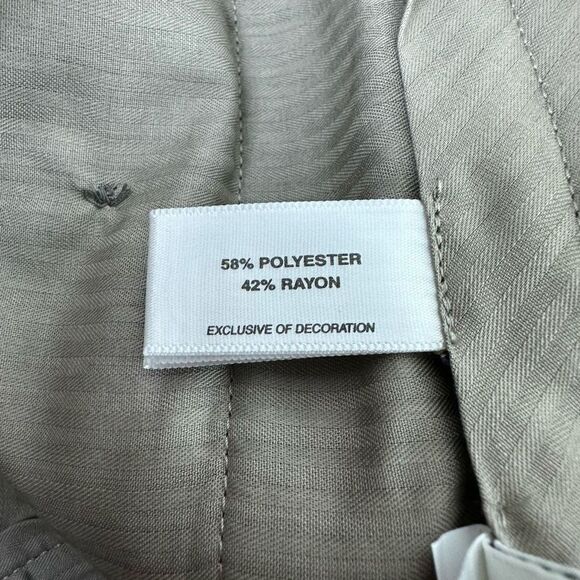 58% POLYESTER
42% RAYON
EXCLUSIVE OF DECORATION